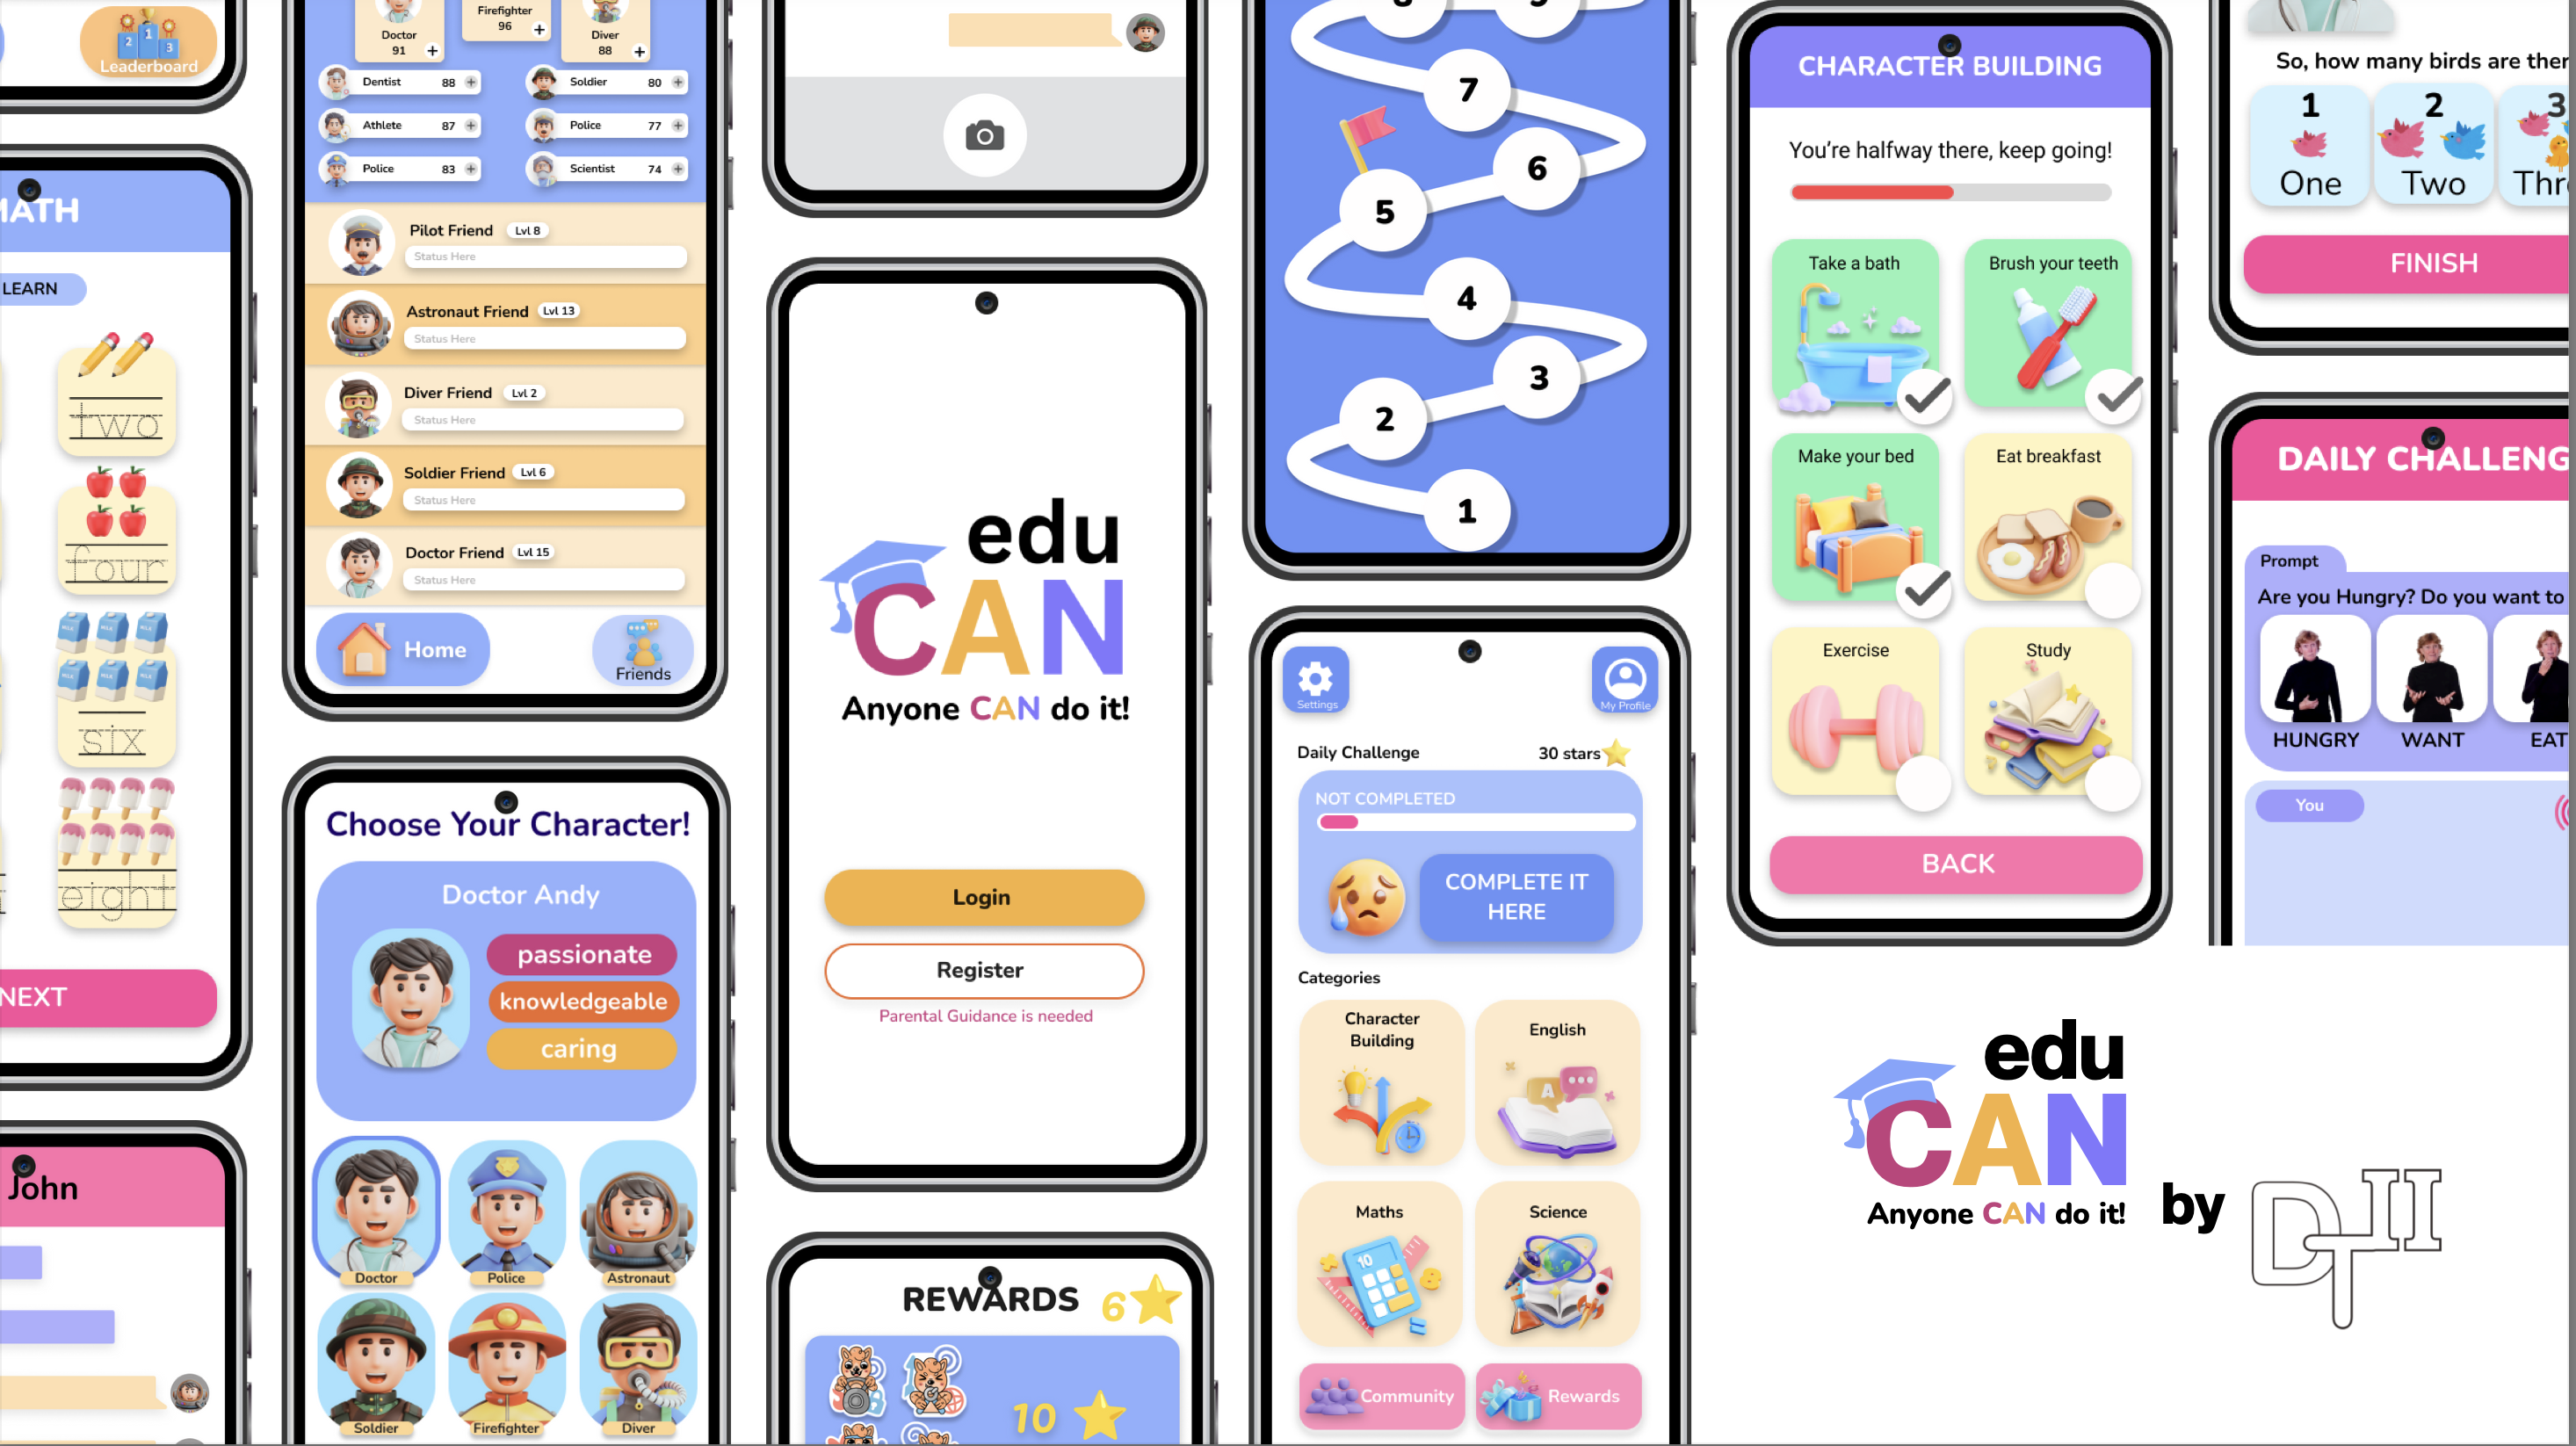 Leaderboard
MATH
LEARN
two
four
six
eight
NEXT
John
Doctor
91
Firefighter
96
Diver
88
Dentist 88
Soldier 80
Athlete 87
Police 77
Police 83
Scientist 74
Pilot Friend Lvl 8
Status Here
Astronaut Friend Lvl 13
Status Here
Diver Friend Lvl 2
Status Here
Soldier Friend Lvl 6
Status Here
Doctor Friend Lvl 15
Status Here
Home
Friends
Choose Your Character!
Doctor Andy
passionate
knowledgeable
caring
Doctor
Police
Astronaut
Soldier
Firefighter
Diver
edu
CAN
Anyone CAN do it!
Login
Register
Parental Guidance is needed
REWARDS 6
10
7
6
5
4
3
2
1
Settings
My Profile
Daily Challenge
30 stars
NOT COMPLETED
COMPLETE IT
HERE
Categories
Character
Building
English
Maths
Science
Community
Rewards
CHARACTER BUILDING
You're halfway there, keep going!
Take a bath
Brush your teeth
Make your bed
Eat breakfast
Exercise
Study
BACK
So, how many birds are ther
1
One
2
Two
3
Thr
FINISH
DAILY CHALLENG
Prompt
Are you Hungry? Do you want to
HUNGRY
WANT
EAT
You
edu
CAN
Anyone CAN do it!
by